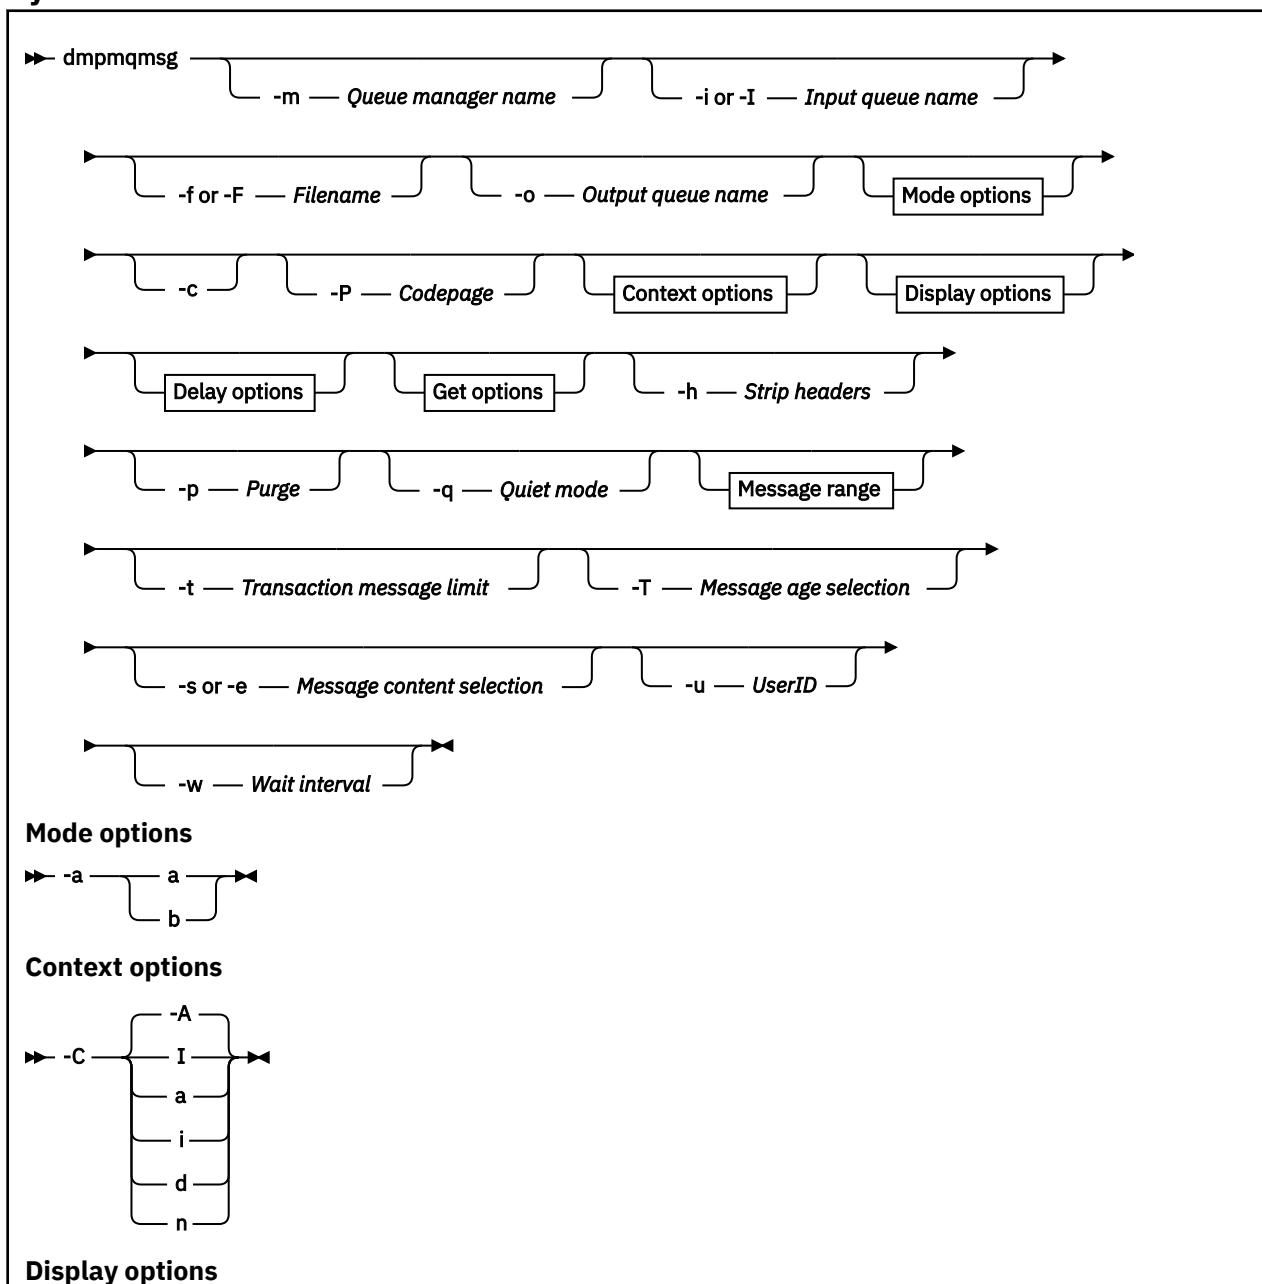 dmpmqmsg -m Queue manager name -i or -I Input queue name
-f or -F Filename -o Output queue name Mode options
-c -P Codepage Context options Display options
Delay options Get options -h Strip headers
-p Purge -q Quiet mode Message range
-t Transaction message limit -T Message age selection
-s or -e Message content selection -u UserID
-w Wait interval
Mode options
-a a
b
Context options
-A
-C I
a
i
d
n
Display options